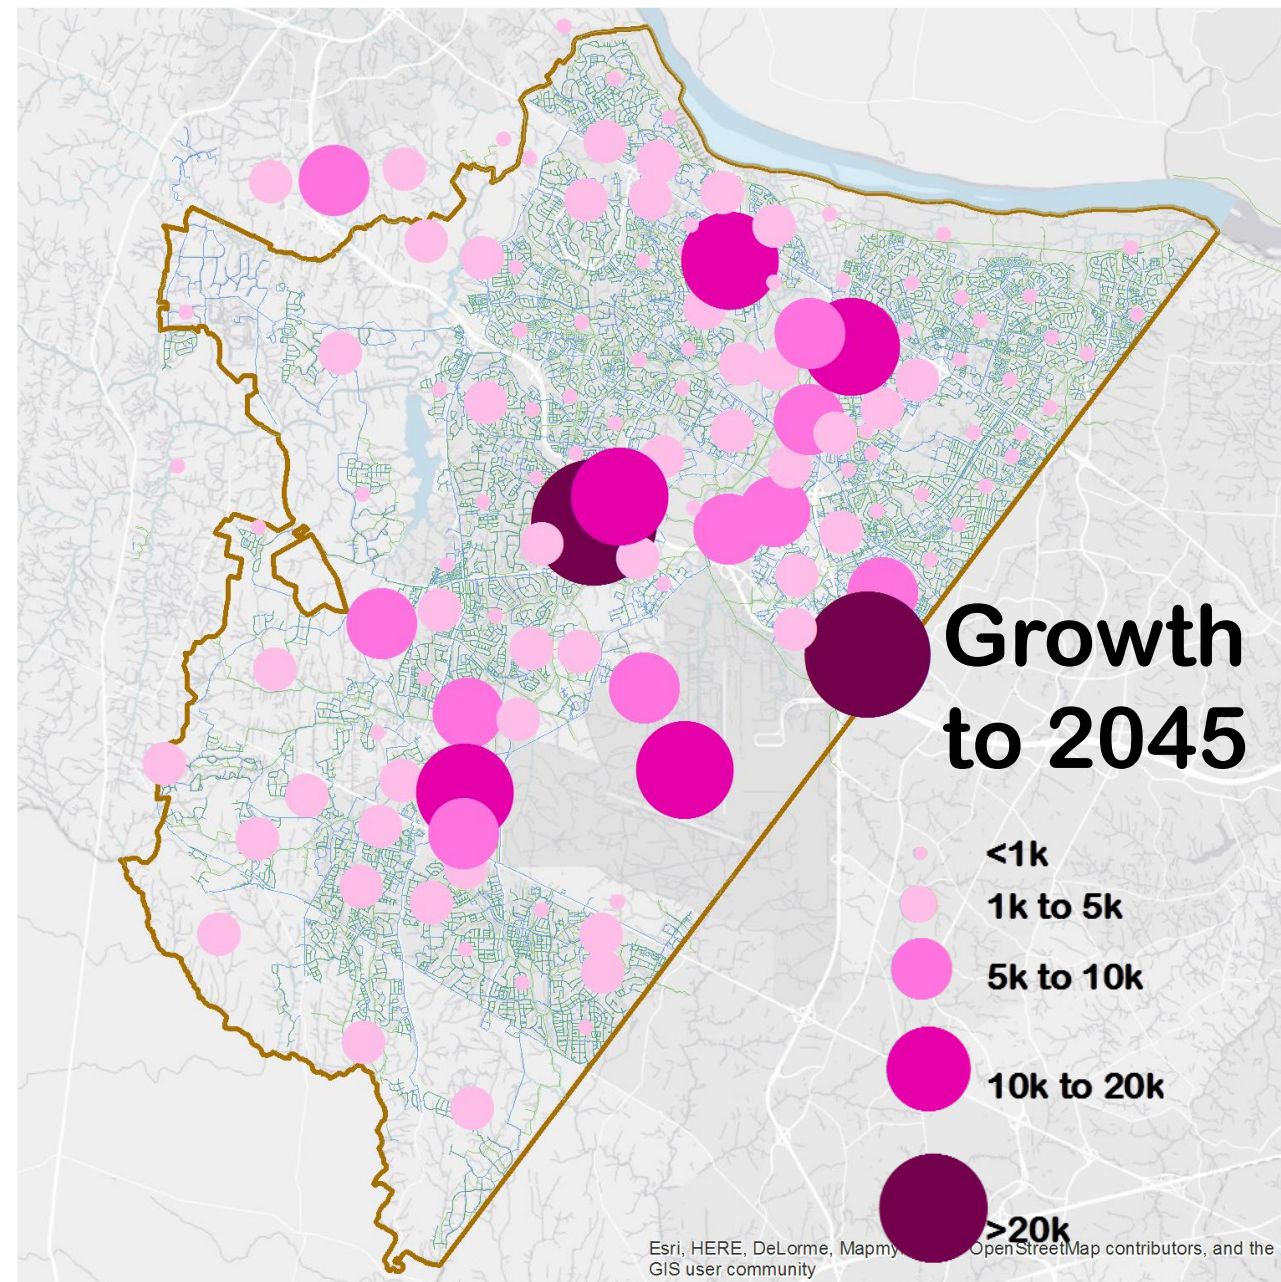 Growth
to 2045
<1k
1k to 5k
5k to 10k
10k to 20k
>20k
Esri, HERE, DeLorme, Mapmy OpenStreetMap contributors, and the
GIS user community